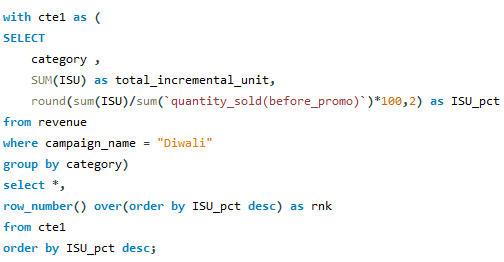 with cte1 as (
SELECT
category ,
SUM(ISU) as total_incremental_unit,
round(sum(ISU)/sum(`quantity_sold(before_promo)`)*100,2) as ISU_pct
from revenue
where campaign_name = "Diwali"
group by category)
select *,
row_number() over(order by ISU_pct desc) as rnk
from cte1
order by ISU_pct desc;